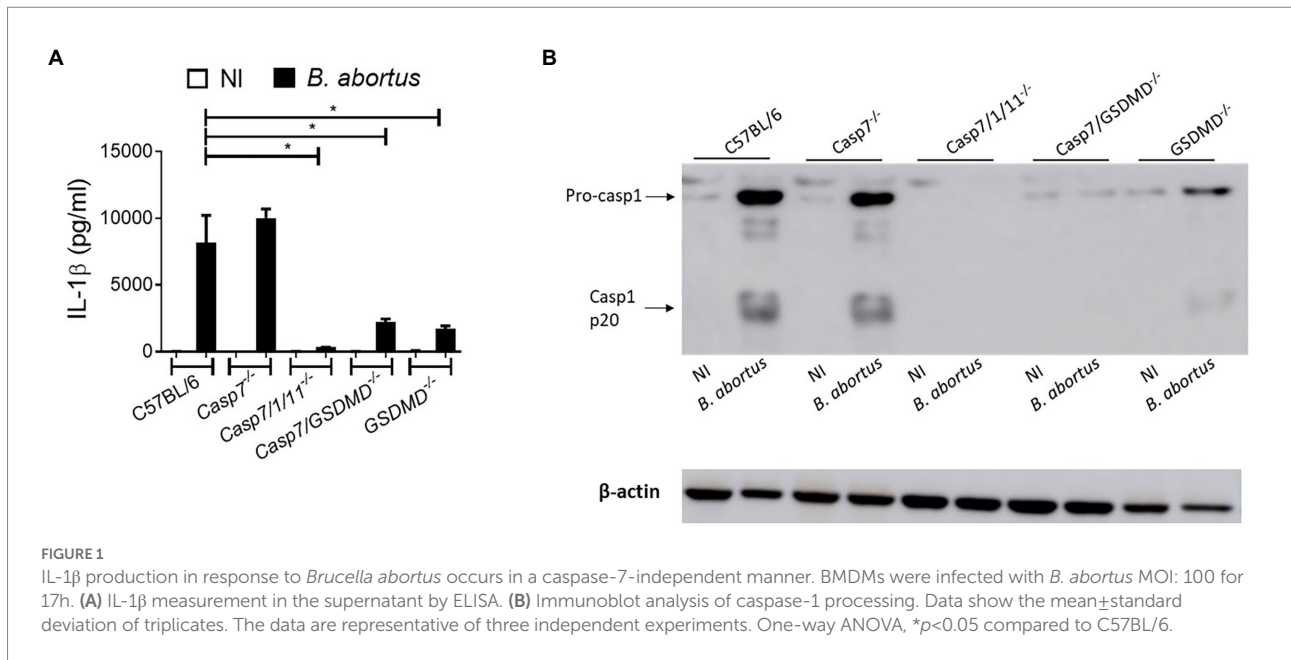 A
NI B. abortus
*
*
*
15000
10000
5000
0
IL-1β (pg/ml)
C57BL/6
Casp7-/-
Casp7/1/11-/-
Casp7/GSDMD-/-
GSDMD-/-
B
C57BL/6
Casp7-/-
Casp7/1/11-/-
Casp7/GSDMD-/-
GSDMD-/-
Pro-casp1
Casp1
p20
NI
B. abortus
NI
B. abortus
NI
B. abortus
NI
B. abortus
NI
B. abortus
β-actin
FIGURE 1
IL-1β production in response to Brucella abortus occurs in a caspase-7-independent manner. BMDMs were infected with B. abortus MOI: 100 for
17h. (A) IL-1β measurement in the supernatant by ELISA. (B) Immunoblot analysis of caspase-1 processing. Data show the mean±standard
deviation of triplicates. The data are representative of three independent experiments. One-way ANOVA, *p<0.05 compared to C57BL/6.